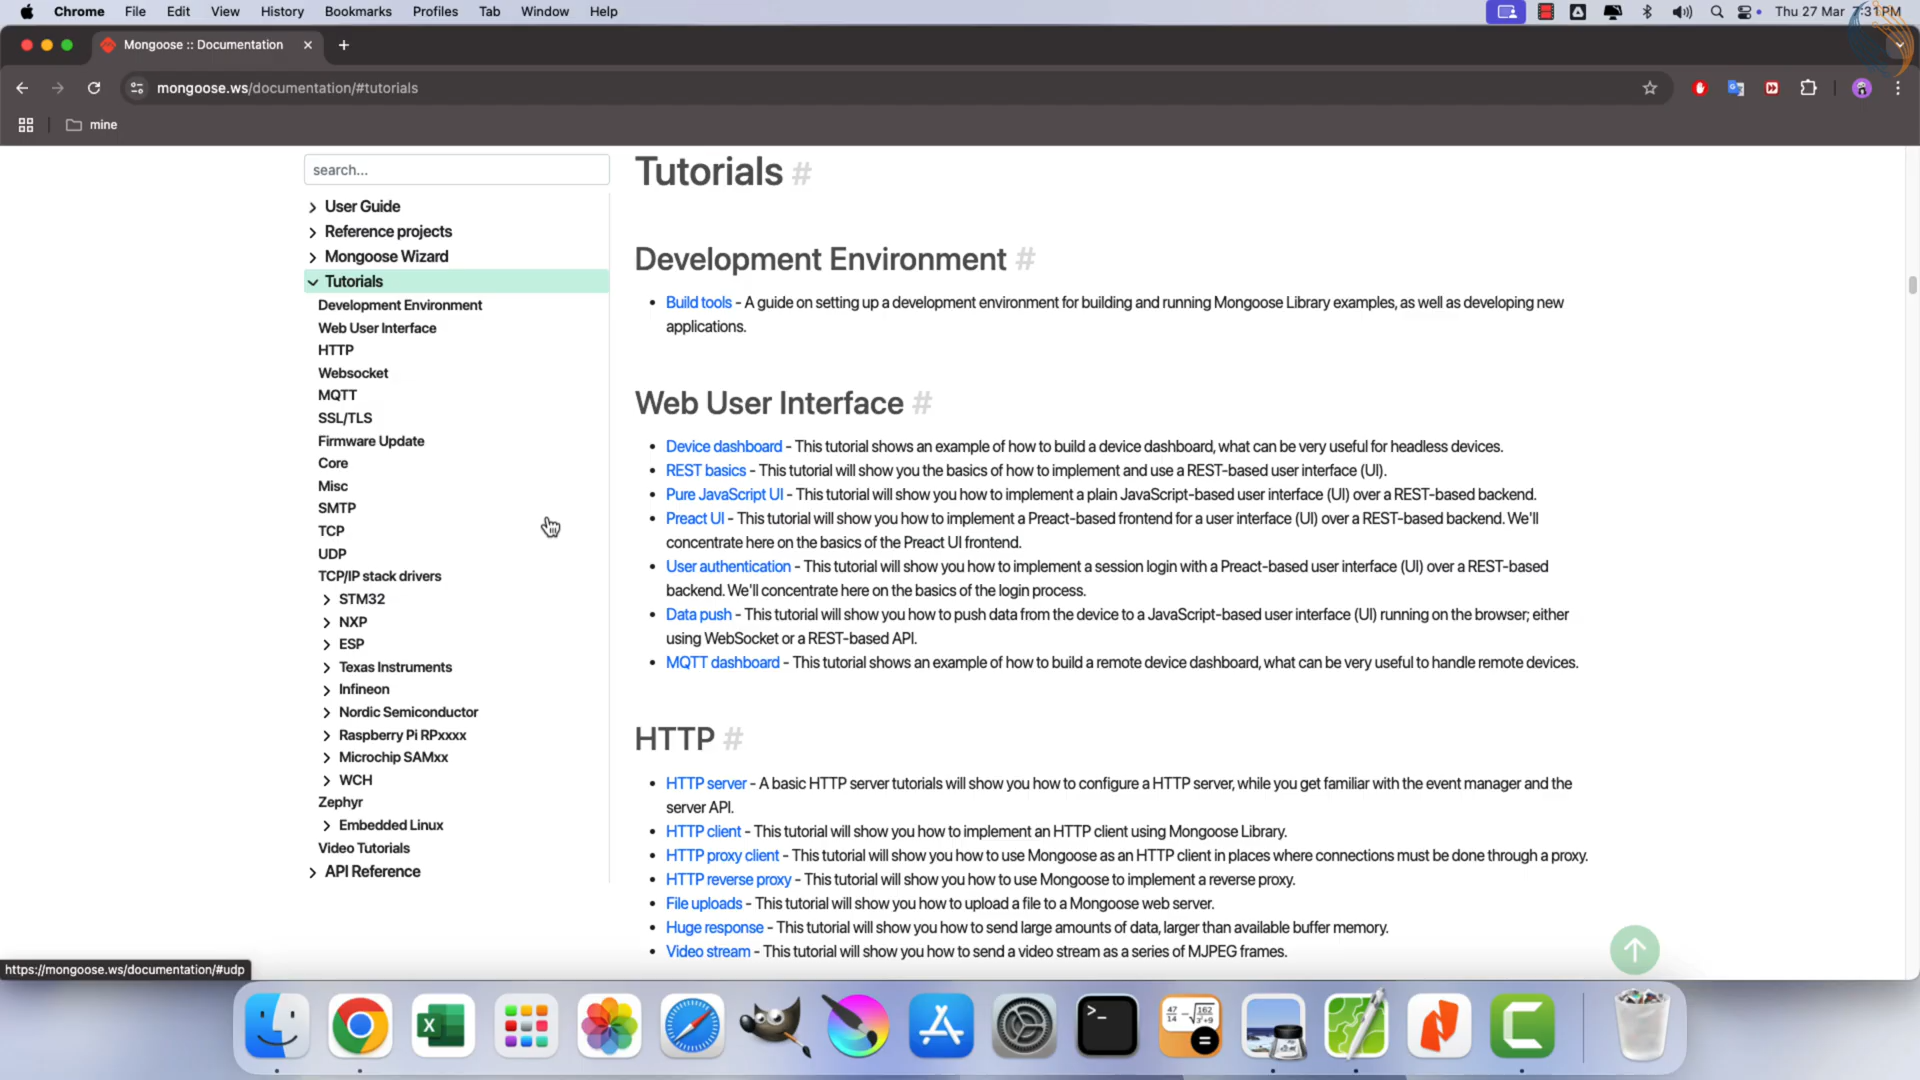 Chrome File Edit View History Bookmarks Profiles Tab Window Help Thu 27 Mar 7:31 PM
Mongoose :: Documentation
mongoose.ws/documentation/#tutorials
mine
search...
User Guide
Reference projects
Mongoose Wizard
Tutorials
Development Environment
Web User Interface
HTTP
Websocket
MQTT
SSL/TLS
Firmware Update
Core
Misc
SMTP
TCP
UDP
TCP/IP stack drivers
STM32
NXP
ESP
Texas Instruments
Infineon
Nordic Semiconductor
Raspberry Pi RPxxxx
Microchip SAMxx
WCH
Zephyr
Embedded Linux
Video Tutorials
API Reference
Tutorials #
Development Environment #
• Build tools - A guide on setting up a development environment for building and running Mongoose Library examples, as well as developing new
applications.
Web User Interface #
• Device dashboard - This tutorial shows an example of how to build a device dashboard, what can be very useful for headless devices.
• REST basics - This tutorial will show you the basics of how to implement and use a REST-based user interface (UI).
• Pure JavaScript UI - This tutorial will show you how to implement a plain JavaScript-based user interface (UI) over a REST-based backend.
• Preact UI - This tutorial will show you how to implement a Preact-based frontend for a user interface (UI) over a REST-based backend. We'll
concentrate here on the basics of the Preact UI frontend.
• User authentication - This tutorial will show you how to implement a session login with a Preact-based user interface (UI) over a REST-based
backend. We'll concentrate here on the basics of the login process.
• Data push - This tutorial will show you how to push data from the device to a JavaScript-based user interface (UI) running on the browser; either
using WebSocket or a REST-based API.
• MQTT dashboard - This tutorial shows an example of how to build a remote device dashboard, what can be very useful to handle remote devices.
HTTP #
• HTTP server - A basic HTTP server tutorials will show you how to configure a HTTP server, while you get familiar with the event manager and the
server API.
• HTTP client - This tutorial will show you how to implement an HTTP client using Mongoose Library.
• HTTP proxy client - This tutorial will show you how to use Mongoose as an HTTP client in places where connections must be done through a proxy.
• HTTP reverse proxy - This tutorial will show you how to use Mongoose to implement a reverse proxy.
• File uploads - This tutorial will show you how to upload a file to a Mongoose web server.
• Huge response - This tutorial will show you how to send large amounts of data, larger than available buffer memory.
• Video stream - This tutorial will show you how to send a video stream as a series of MJPEG frames.
https://mongoose.ws/documentation/#udp